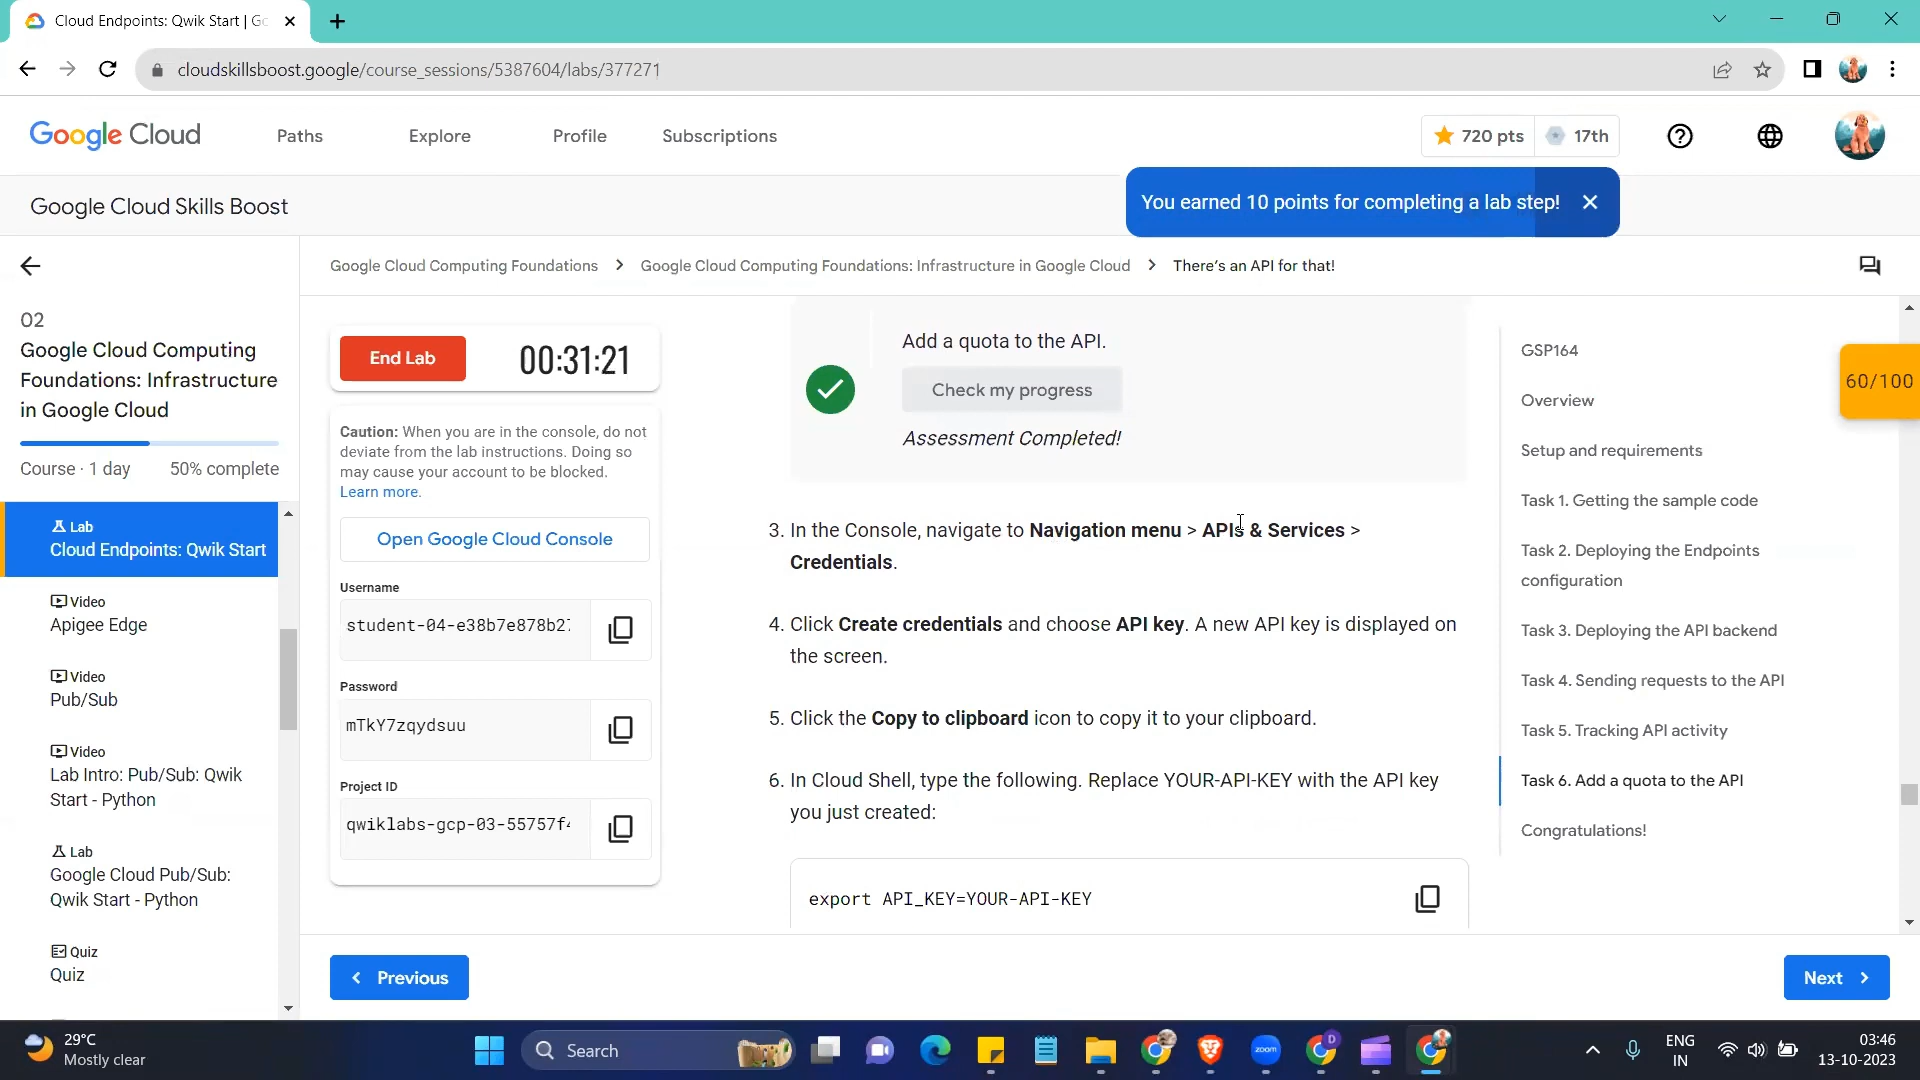 Cloud Endpoints: Qwik Start | Go
cloudskillsboost.google/course_sessions/5387604/labs/377271
Google Cloud
Paths
Explore
Profile
Subscriptions
720 pts
17th
You earned 10 points for completing a lab step!
Google Cloud Skills Boost
Google Cloud Computing Foundations > Google Cloud Computing Foundations: Infrastructure in Google Cloud > There's an API for that!
02
Google Cloud Computing
Foundations: Infrastructure
in Google Cloud
Course · 1 day
50% complete
Lab
Cloud Endpoints: Qwik Start
Video
Apigee Edge
Video
Pub/Sub
Video
Lab Intro: Pub/Sub: Qwik
Start - Python
Lab
Google Cloud Pub/Sub:
Qwik Start - Python
Quiz
Quiz
End Lab
00:31:21
Caution: When you are in the console, do not
deviate from the lab instructions. Doing so
may cause your account to be blocked.
Learn more.
Open Google Cloud Console
Username
student-04-e38b7e878b27
Password
mTkY7zqydsuu
Project ID
qwiklabs-gcp-03-55757f4
Add a quota to the API.
Check my progress
Assessment Completed!
3. In the Console, navigate to Navigation menu > APIs & Services >
Credentials.
4. Click Create credentials and choose API key. A new API key is displayed on
the screen.
5. Click the Copy to clipboard icon to copy it to your clipboard.
6. In Cloud Shell, type the following. Replace YOUR-API-KEY with the API key
you just created:
export API_KEY=YOUR-API-KEY
GSP164
Overview
Setup and requirements
Task 1. Getting the sample code
Task 2. Deploying the Endpoints
configuration
Task 3. Deploying the API backend
Task 4. Sending requests to the API
Task 5. Tracking API activity
Task 6. Add a quota to the API
Congratulations!
60/100
Previous
Next
29°C
Mostly clear
Search
zoom
D
ENG
IN
03:46
13-10-2023